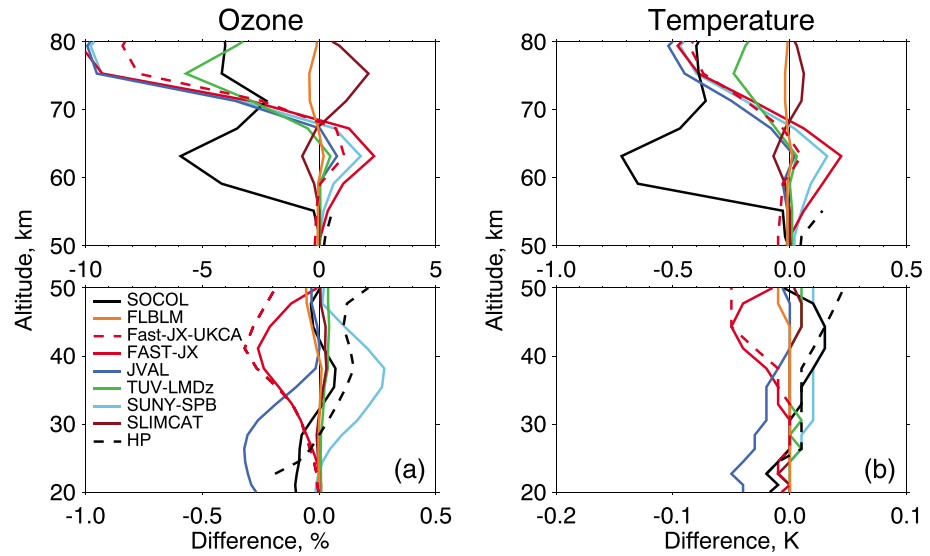 Ozone
Temperature
80
70
60
50
Altitude, km
-10
-5
0
5
80
70
60
50
Altitude, km
-1.0
-0.5
0.0
0.5
50
40
30
20
SOCOL
FLBLM
Fast-JX-UKCA
FAST-JX
JVAL
TUV-LMDz
SUNY-SPB
SLIMCAT
HP
(a)
-1.0
-0.5
0.0
0.5
Difference, %
50
40
30
20
(b)
-0.2
-0.1
0.0
0.1
Difference, K